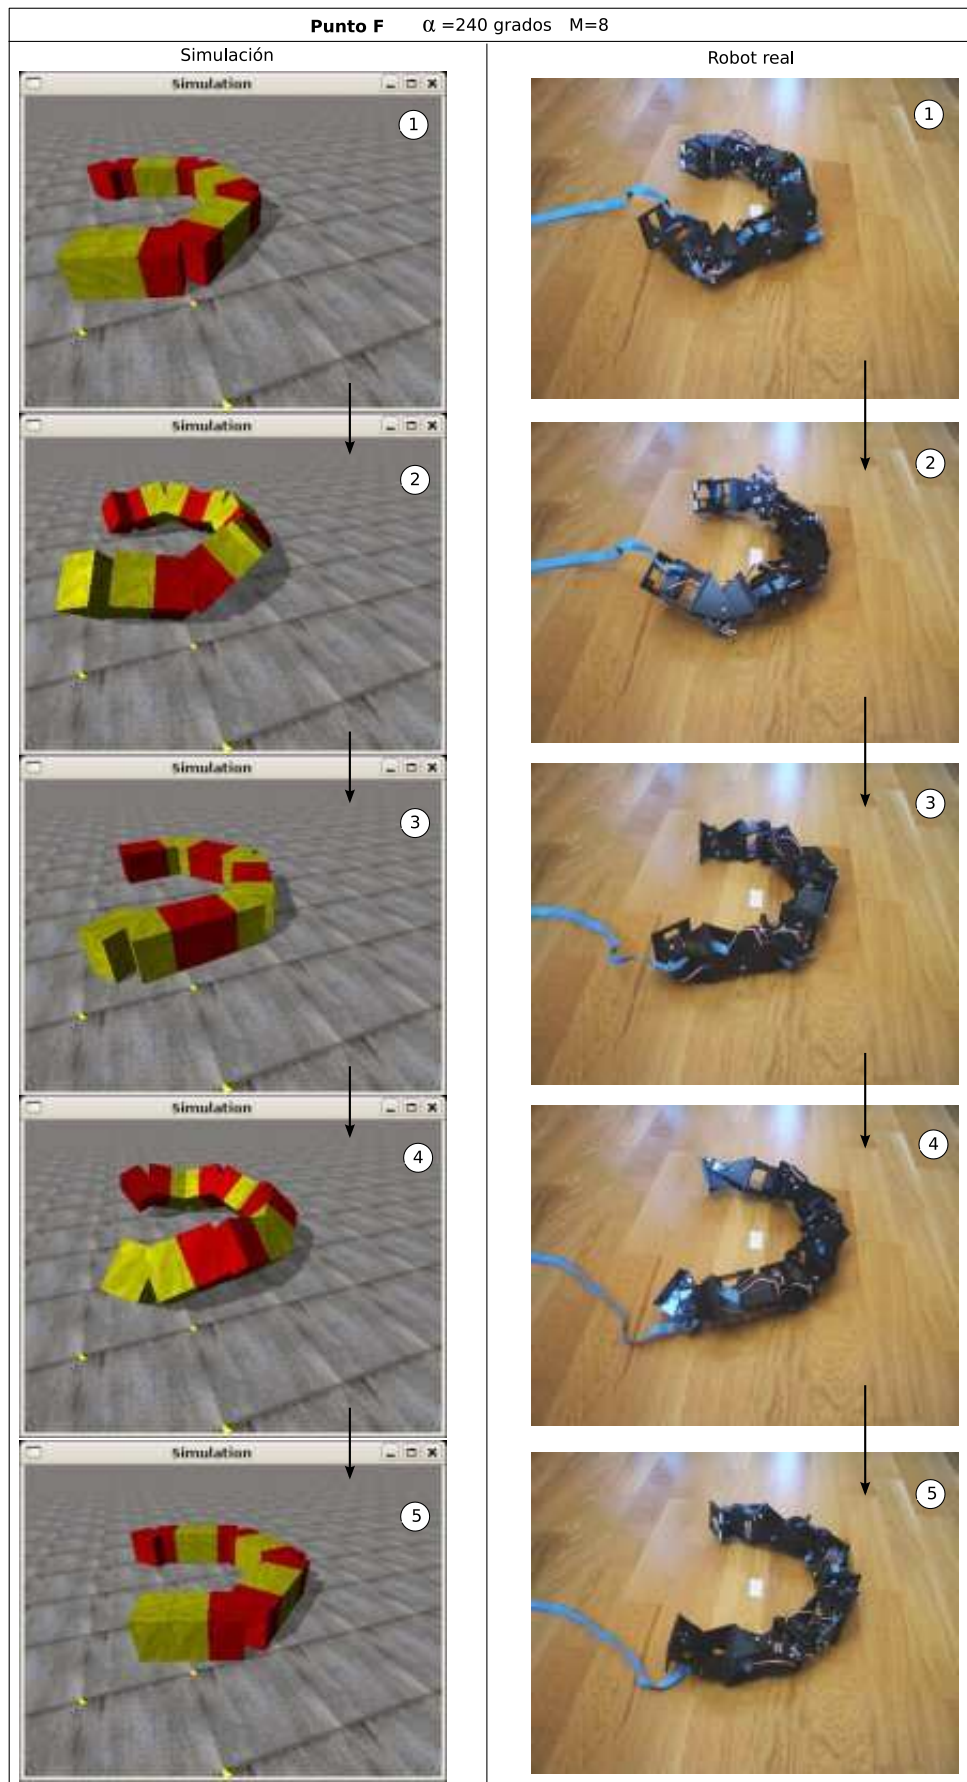 Punto F α =240 grados M=8
Simulación
Robot real
Simulation
1
1
Simulation
2
2
Simulation
3
3
Simulation
4
4
Simulation
5
5